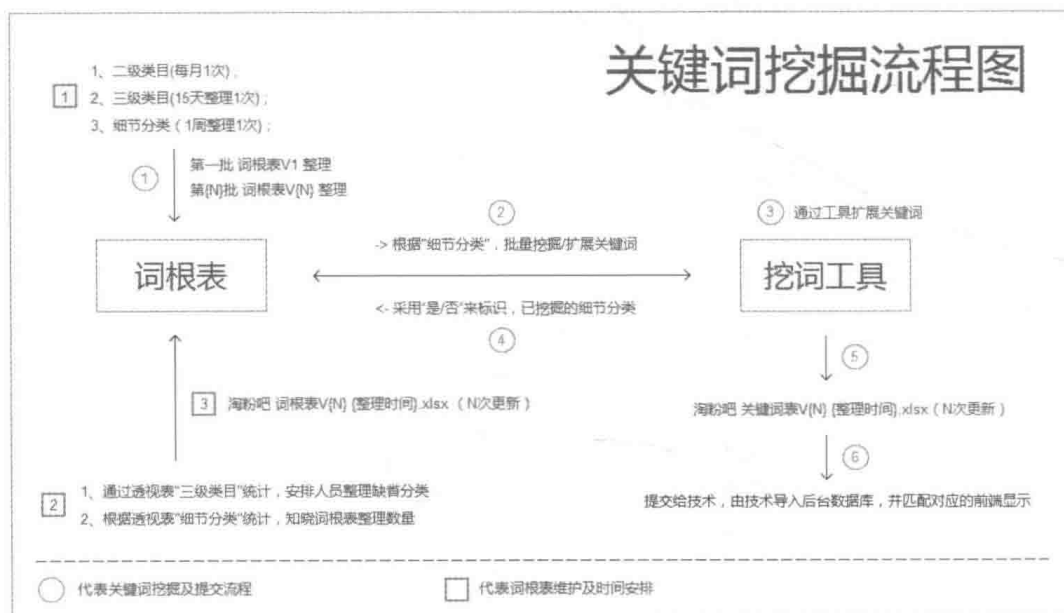 关键词挖掘流程图
1
1、二级类目(每月1次)；
2、三级类目(15天整理1次)；
3、细节分类（1周整理1次)；
1
第一批 词根表V1 整理
第{N}批 词根表V{N} 整理
词根表
2
-> 根据"细节分类"，批量挖掘/扩展关键词
<- 采用"是/否"来标识，已挖掘的细节分类
4
3 通过工具扩展关键词
挖词工具
5
3 淘粉吧 词根表V{N} {整理时间}.xlsx （N次更新）
淘粉吧 关键词表V{N} {整理时间}.xlsx（N次更新）
6
2
1、通过透视表"三级类目"统计，安排人员整理缺省分类
2、根据透视表"细节分类"统计，知晓词根表整理数量
提交给技术，由技术导入后台数据库，并匹配对应的前端显示
代表关键词挖掘及提交流程
代表词根表维护及时间安排